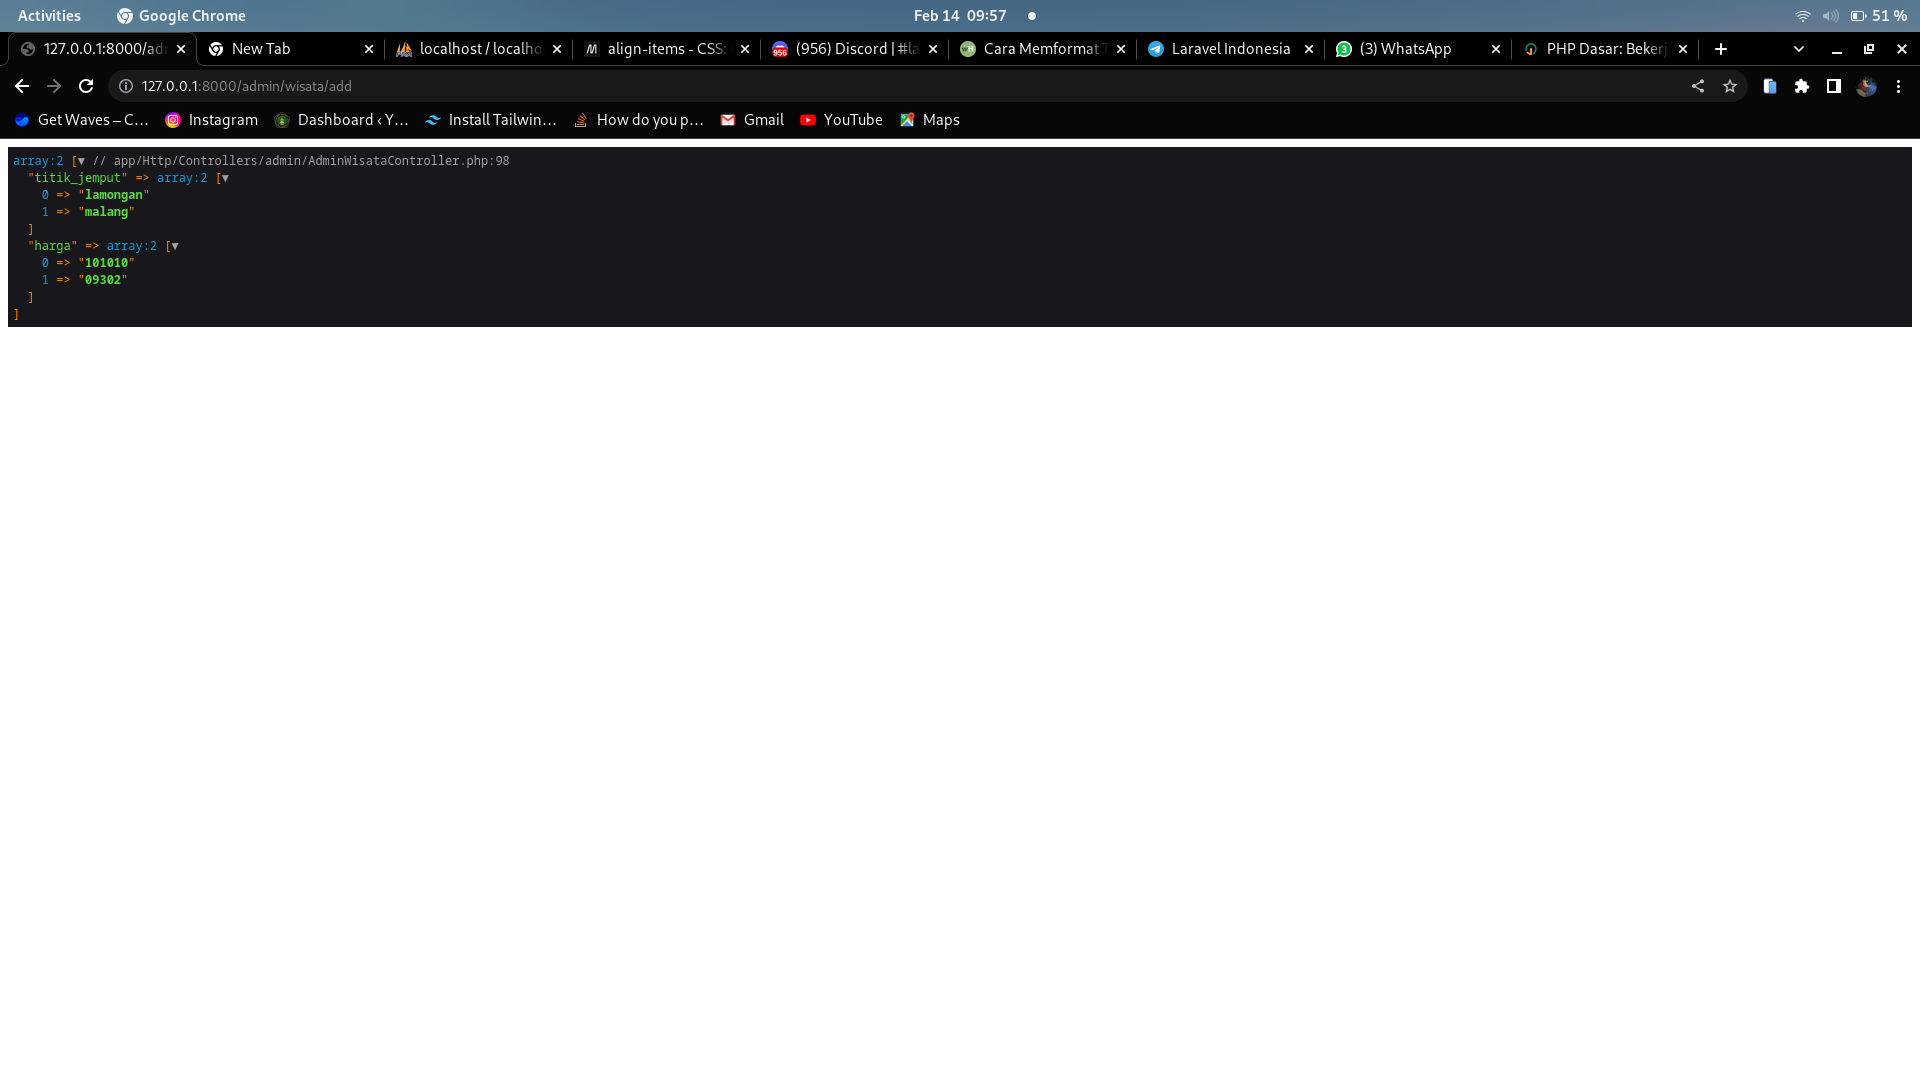 Activities Google Chrome Feb 14 09:57 51 %
127.0.0.1:8000/adm New Tab localhost / localho align-items - CSS: (956) Discord | #la Cara Memformat T Laravel Indonesia (3) WhatsApp PHP Dasar: Bekerj
127.0.0.1:8000/admin/wisata/add
Get Waves – C... Instagram Dashboard ‹ Y... Install Tailwin... How do you p... Gmail YouTube Maps
array:2 [▼ // app/Http/Controllers/admin/AdminWisataController.php:98
"titik_jemput" => array:2 [▼
0 => "lamongan"
1 => "malang"
]
"harga" => array:2 [▼
0 => "101010"
1 => "09302"
]
]